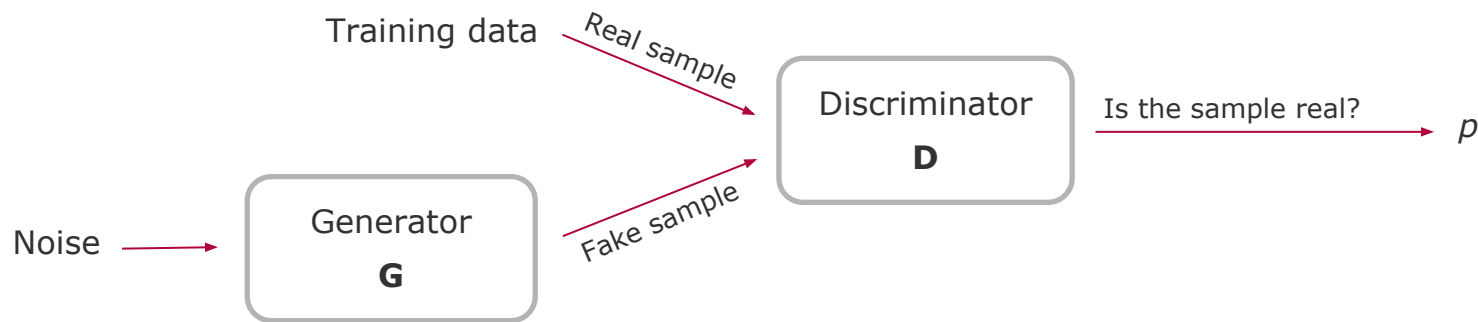 Training data
Real sample
Discriminator
D
Is the sample real?
p
Noise
Generator
G
Fake sample